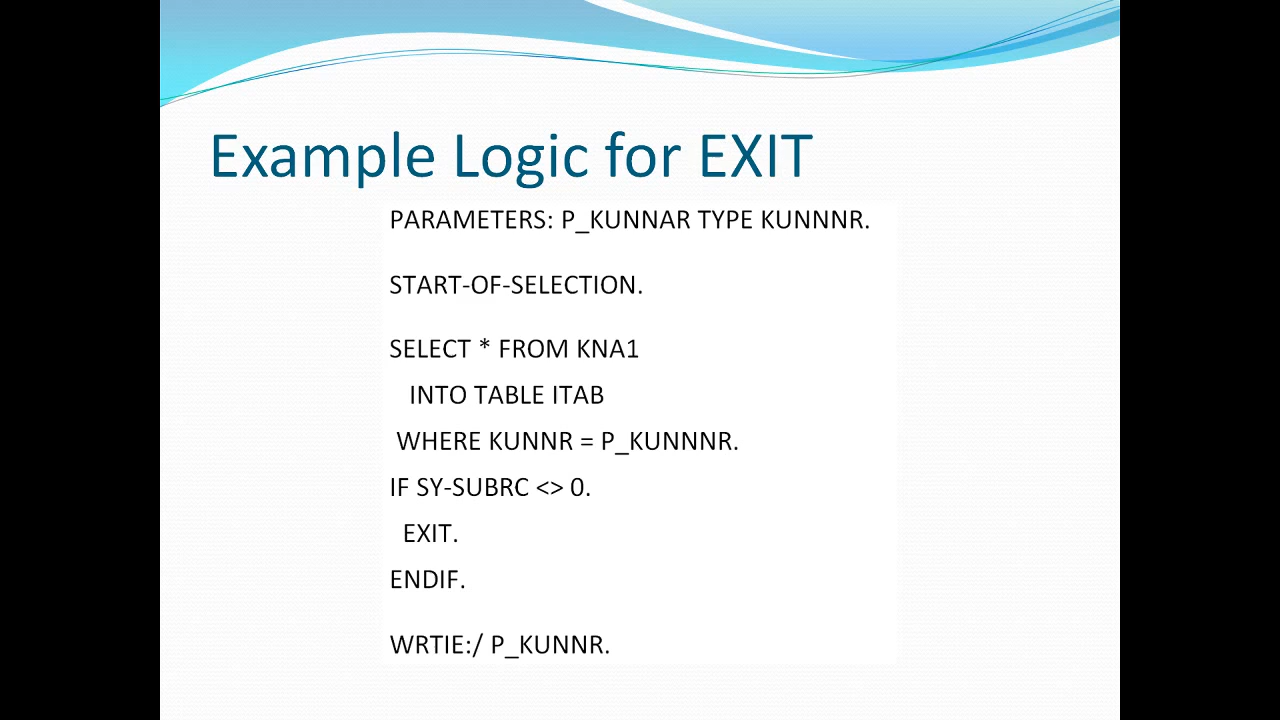 Example Logic for EXIT
PARAMETERS: P_KUNNAR TYPE KUNNNR.
START-OF-SELECTION.
SELECT * FROM KNA1
INTO TABLE ITAB
WHERE KUNNR = P_KUNNNR.
IF SY-SUBRC <> 0.
EXIT.
ENDIF.
WRTIE:/ P_KUNNR.